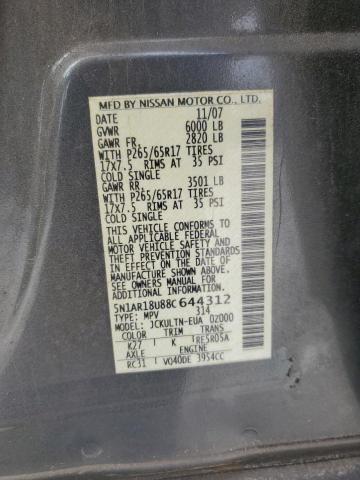 MFD BY NISSAN MOTOR CO., LTD.
DATE 11/07
GVWR 6000 LB
GAWR FR. 2820 LB
WITH P265/65R17 TIRES
17X7.5 RIMS AT 35 PSI
COLD SINGLE
GAWR RR. 3501 LB
WITH P265/65R17 TIRES
17X7.5 RIMS AT 35 PSI
COLD SINGLE
THIS VEHICLE CONFORMS TO
ALL APPLICABLE FEDERAL
MOTOR VEHICLE SAFETY AND
THEFT PREVENTION STANDARDS
IN EFFECT ON THE DATE OF
MANUFACTURE SHOWN ABOVE.
SEE OWNERS MANUAL FOR
ADDITIONAL INFORMATION.
5N1AR18U88C644312
TYPE: MPV 314
MODEL: JCKULTN-EUA 0Z000
COLOR TRIM TRANS
K27 K RE5R05A
AXLE ENGINE
RC31 VQ40DE 3954CC